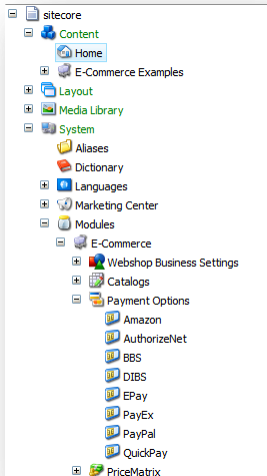 sitecore
Content
Home
E-Commerce Examples
Layout
Media Library
System
Aliases
Dictionary
Languages
Marketing Center
Modules
E-Commerce
Webshop Business Settings
Catalogs
Payment Options
Amazon
AuthorizeNet
BBS
DIBS
EPay
PayEx
PayPal
QuickPay
PriceMatrix